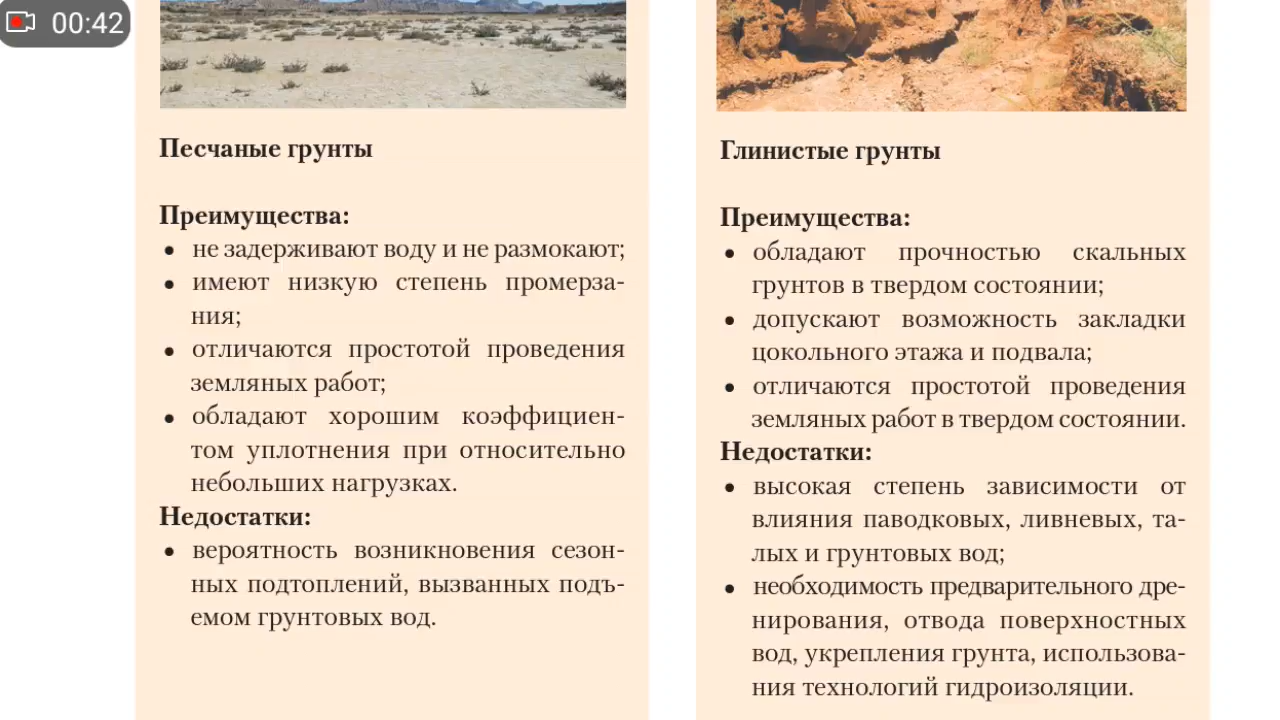 00:42
Песчаные грунты
Преимущества:
• не задерживают воду и не размокают;
• имеют низкую степень промерза-
ния;
• отличаются простотой проведения
земляных работ;
• обладают хорошим коэффициен-
том уплотнения при относительно
небольших нагрузках.
Недостатки:
• вероятность возникновения сезон-
ных подтоплений, вызванных подъ-
емом грунтовых вод.
Глинистые грунты
Преимущества:
• обладают прочностью скальных
грунтов в твердом состоянии;
• допускают возможность закладки
цокольного этажа и подвала;
• отличаются простотой проведения
земляных работ в твердом состоянии.
Недостатки:
• высокая степень зависимости от
влияния паводковых, ливневых, та-
лых и грунтовых вод;
• необходимость предварительного дре-
нирования, отвода поверхностных
вод, укрепления грунта, использова-
ния технологий гидроизоляции.